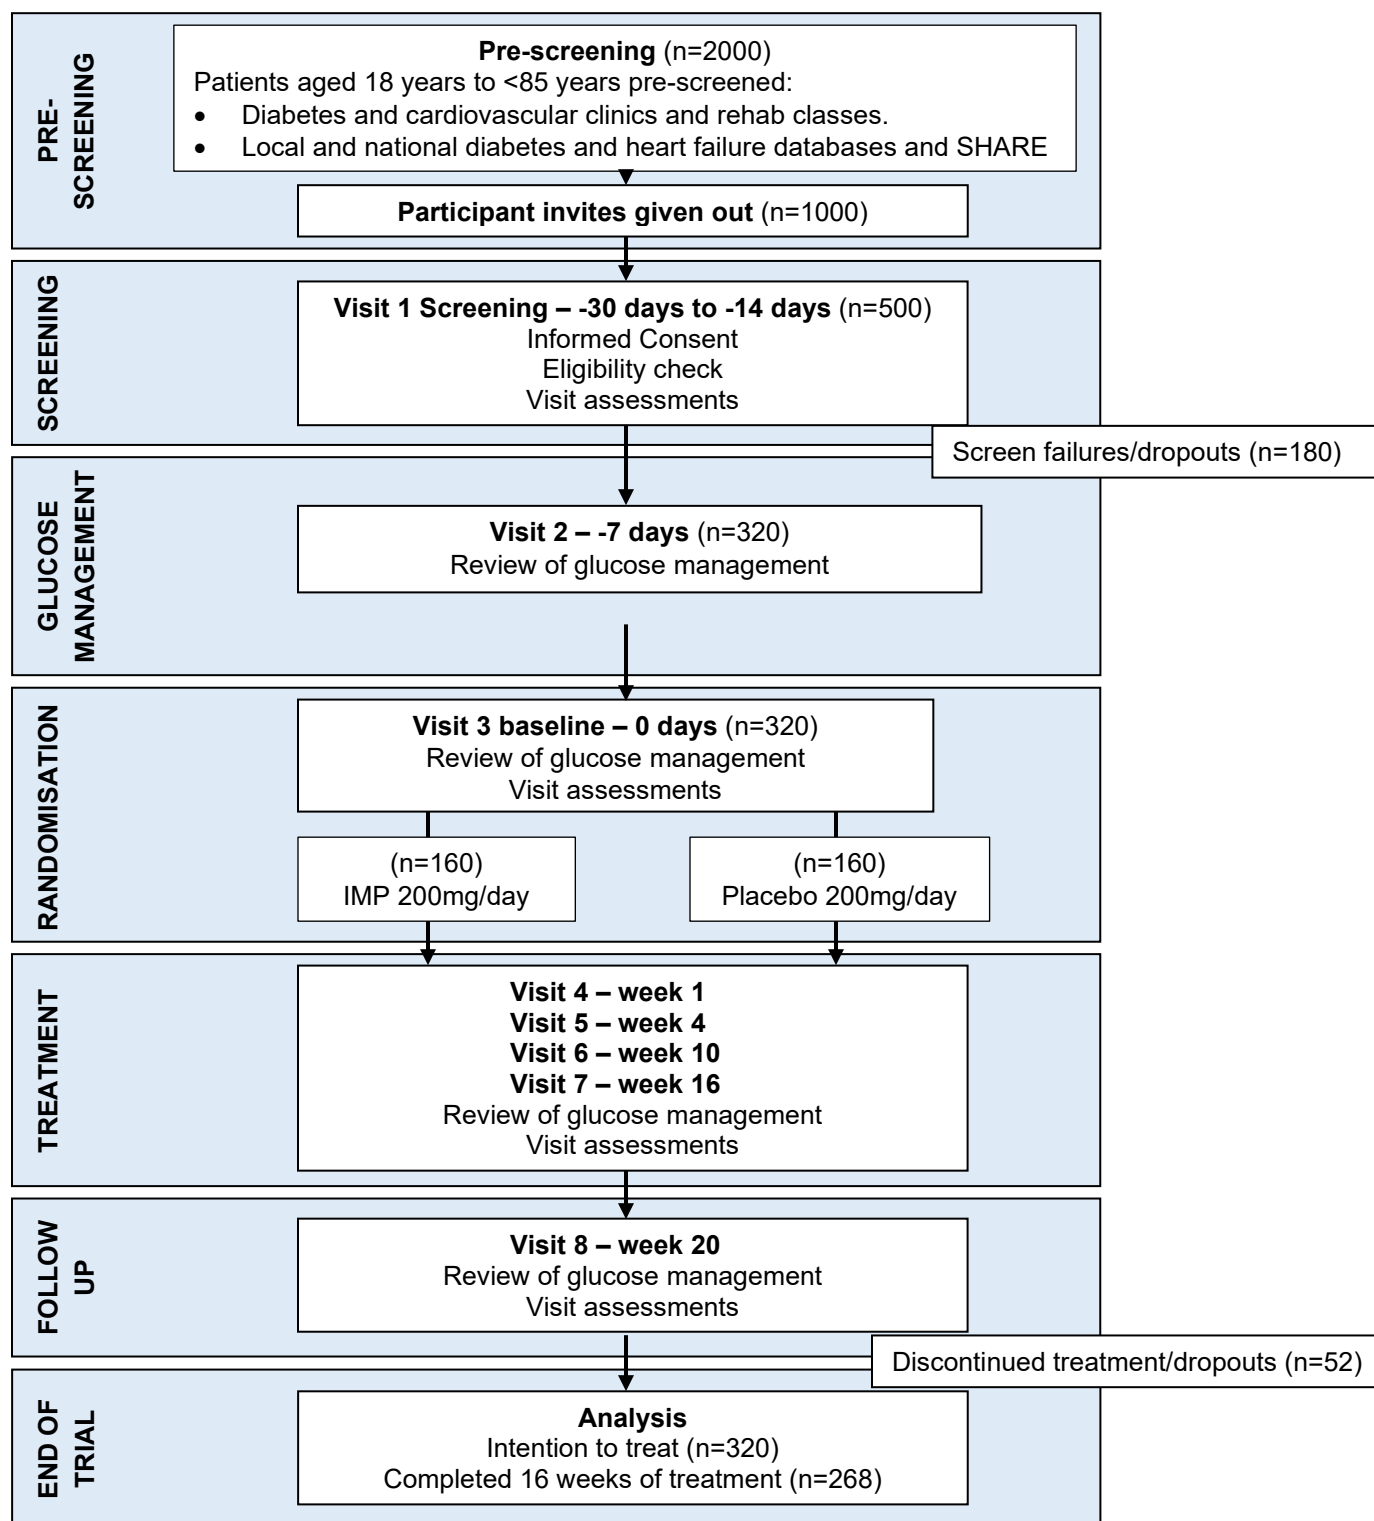 PRE-
SCREENING
Pre-screening (n=2000)
Patients aged 18 years to <85 years pre-screened:
• Diabetes and cardiovascular clinics and rehab classes.
• Local and national diabetes and heart failure databases and SHARE
Participant invites given out (n=1000)
SCREENING
Visit 1 Screening – -30 days to -14 days (n=500)
Informed Consent
Eligibility check
Visit assessments
Screen failures/dropouts (n=180)
GLUCOSE
MANAGEMENT
Visit 2 – -7 days (n=320)
Review of glucose management
RANDOMISATION
Visit 3 baseline – 0 days (n=320)
Review of glucose management
Visit assessments
(n=160)
IMP 200mg/day
(n=160)
Placebo 200mg/day
TREATMENT
Visit 4 – week 1
Visit 5 – week 4
Visit 6 – week 10
Visit 7 – week 16
Review of glucose management
Visit assessments
FOLLOW
UP
Visit 8 – week 20
Review of glucose management
Visit assessments
Discontinued treatment/dropouts (n=52)
END OF
TRIAL
Analysis
Intention to treat (n=320)
Completed 16 weeks of treatment (n=268)